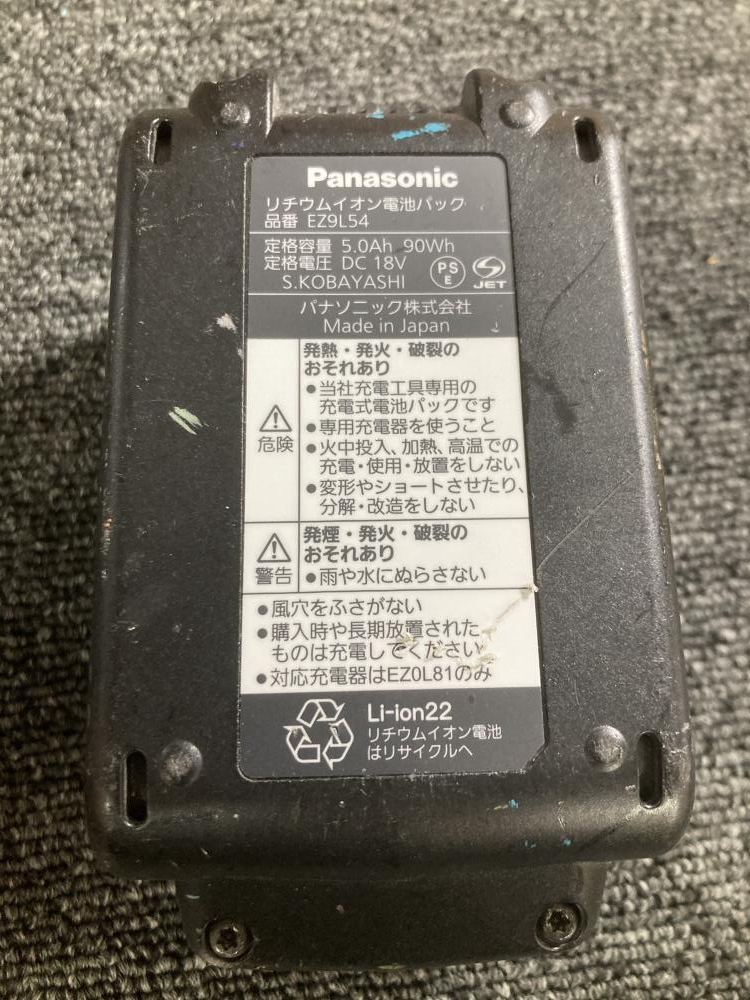 Panasonic
リチウムイオン電池パック
品番 EZ9L54
定格容量 5.0Ah 90Wh
定格電圧 DC 18V
S.KOBAYASHI
PS
E
JET
パナソニック株式会社
Made in Japan
発熱・発火・破裂の
おそれあり
危険
●当社充電工具専用の
充電式電池パックです
●専用充電器を使うこと
●火中投入、加熱、高温での
充電・使用・放置をしない
●変形やショートさせたり、
分解・改造をしない
発煙・発火・破裂の
おそれあり
警告
●雨や水にぬらさない
●風穴をふさがない
●購入時や長期放置された
ものは充電してください
●対応充電器はEZ0L81のみ
Li-ion22
リチウムイオン電池
はリサイクルへ